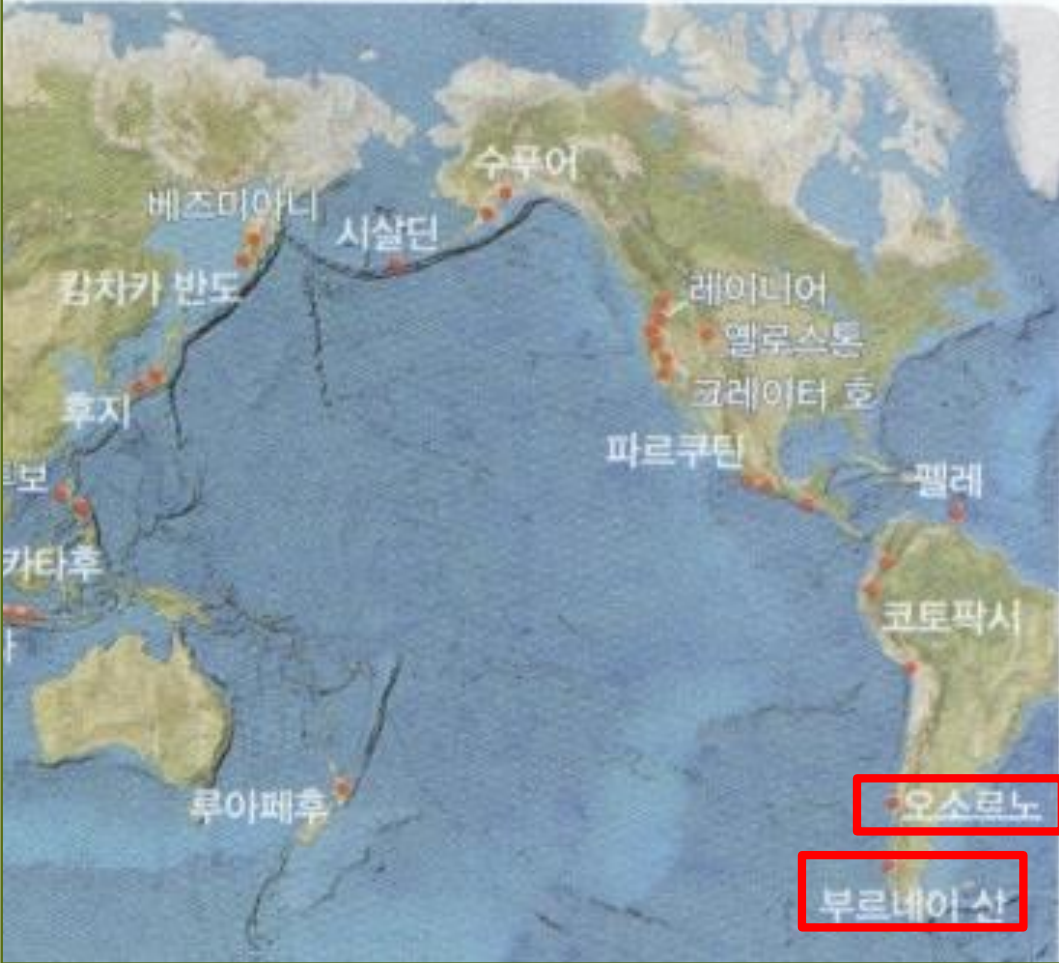 수푸어
베즈미아니
시샬딘
캄차카 반도
레이니어
옐로스톤
후지
크레이터 호
파르쿠틴
펠레
카타후
코토팍시
루아페후
오소르노
부르네이 산